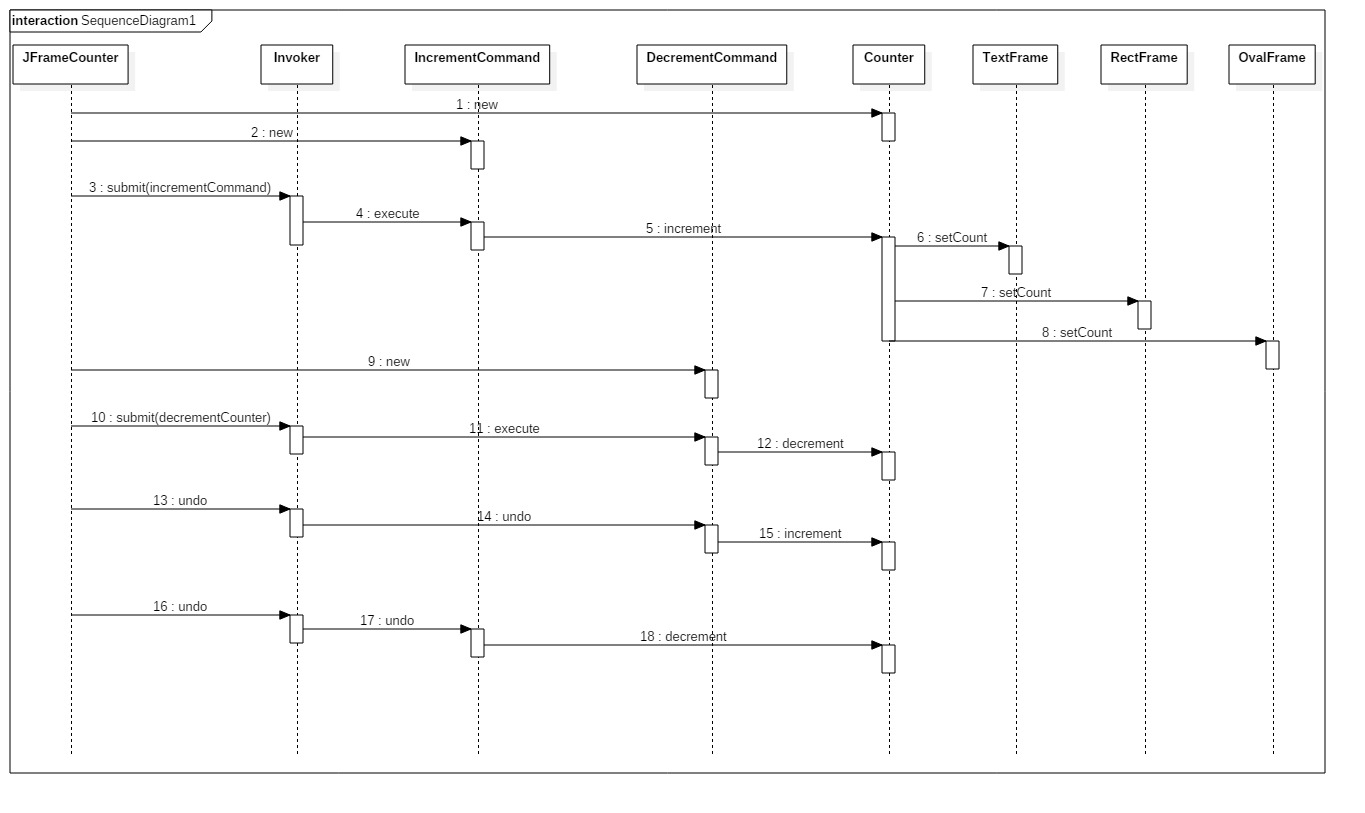 interaction SequenceDiagram1
JFrameCounter
Invoker
IncrementCommand
DecrementCommand
Counter
TextFrame
RectFrame
OvalFrame
1 : new
2 : new
3 : submit(incrementCommand)
4 : execute
5 : increment
6 : setCount
7 : setCount
8 : setCount
9 : new
10 : submit(decrementCounter)
11 : execute
12 : decrement
13 : undo
14 : undo
15 : increment
16 : undo
17 : undo
18 : decrement